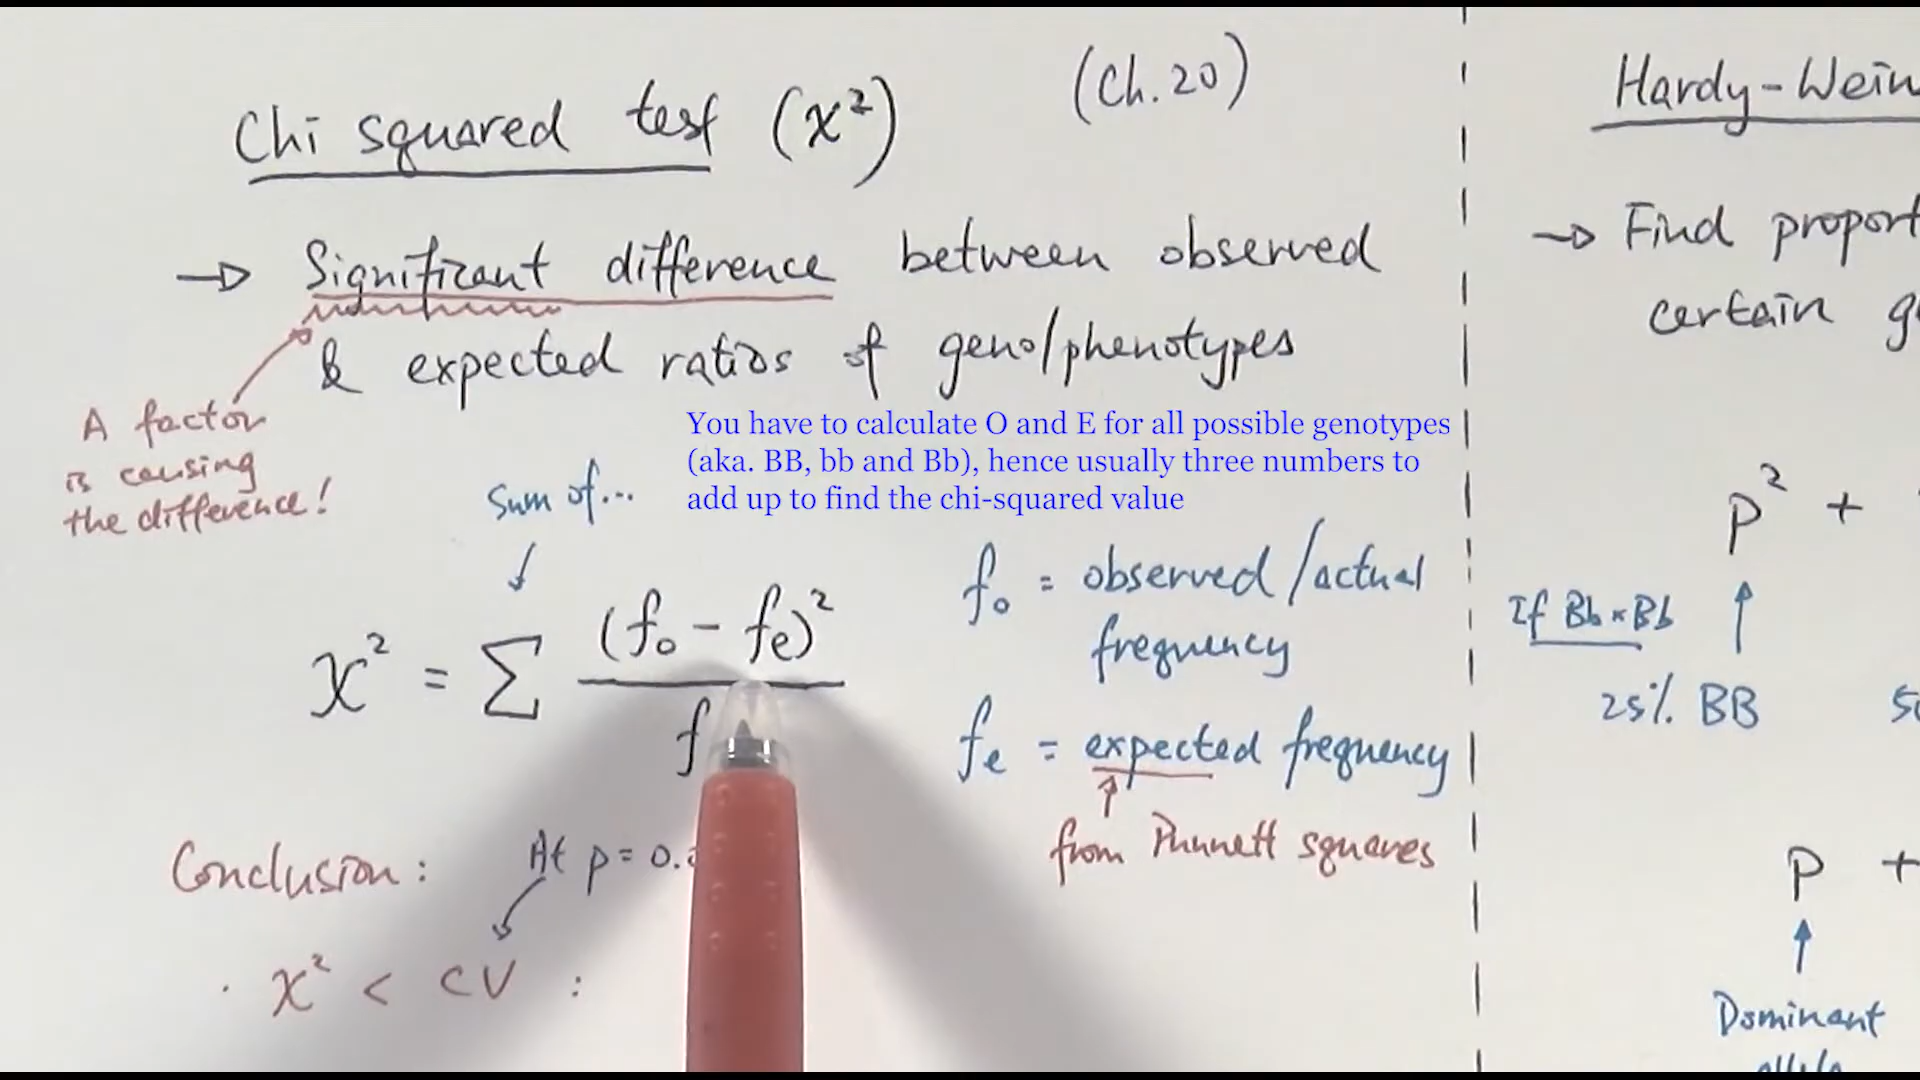 Chi squared test (χ²)
(Ch.20)
→ Significant difference between observed
& expected ratios of geno/phenotypes
A factor
is causing
the difference!
You have to calculate O and E for all possible genotypes
(aka. BB, bb and Bb), hence usually three numbers to
add up to find the chi-squared value
Sum of...
χ² = Σ (fo - fe)²
f
fo = observed/actual
frequency
fe = expected frequency
from Punnett squares
Conclusion:
At p = 0.
· χ² < CV :
Hardy-Wein
→ Find proport
certain g
p² +
If Bb × Bb
25% BB
p +
Dominant